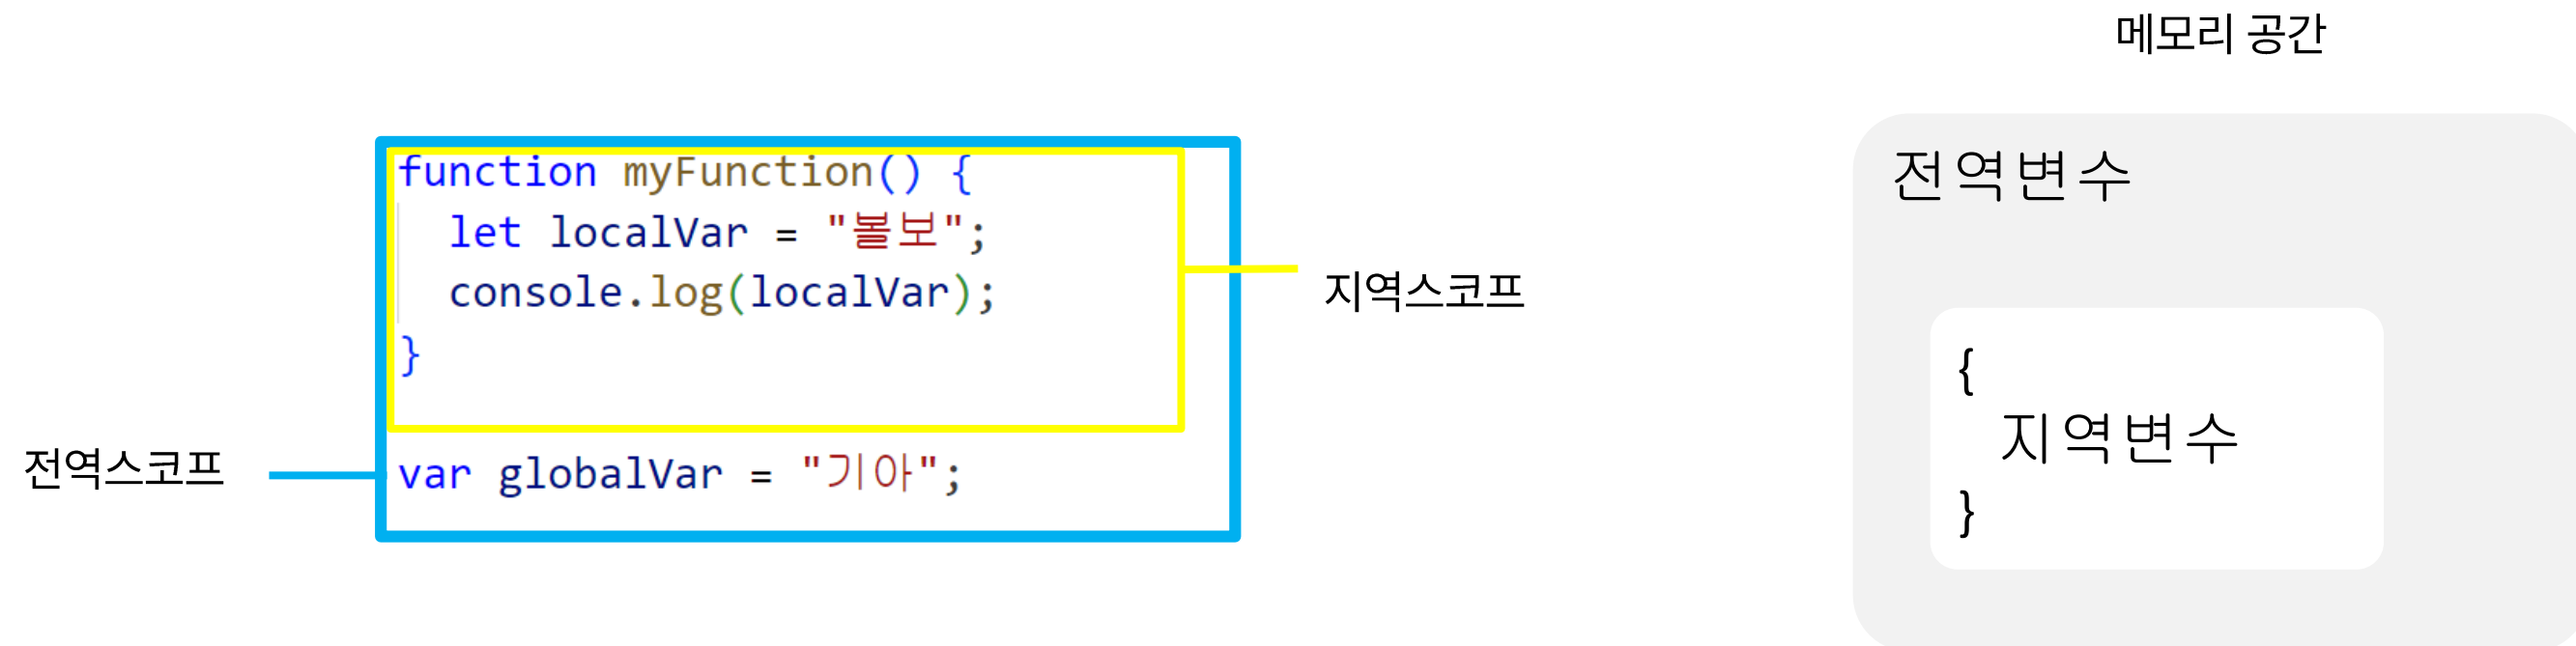 메모리 공간
function myFunction() {
let localVar = "볼보";
console.log(localVar);
}
var globalVar = "기아";
지역스코프
전역스코프
전역변수
{
지역변수
}